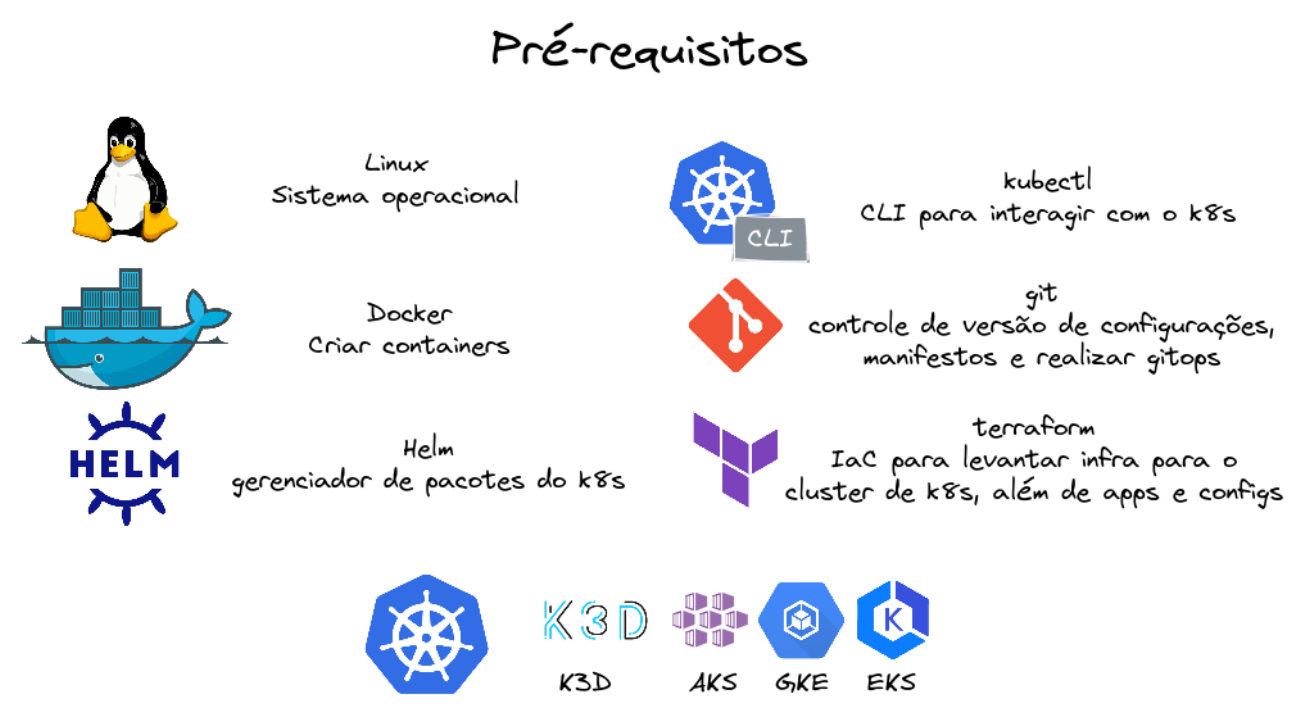 Pré-requisitos
Linux
Sistema operacional
kubectl
CLI para interagir com o k8s
CLI
Docker
Criar containers
git
controle de versão de configurações,
manifestos e realizar gitops
HELM
Helm
gerenciador de pacotes do k8s
terraform
IaC para levantar infra para o
cluster de k8s, além de apps e configs
K3D
K
K3D
AKS
GKE
EKS